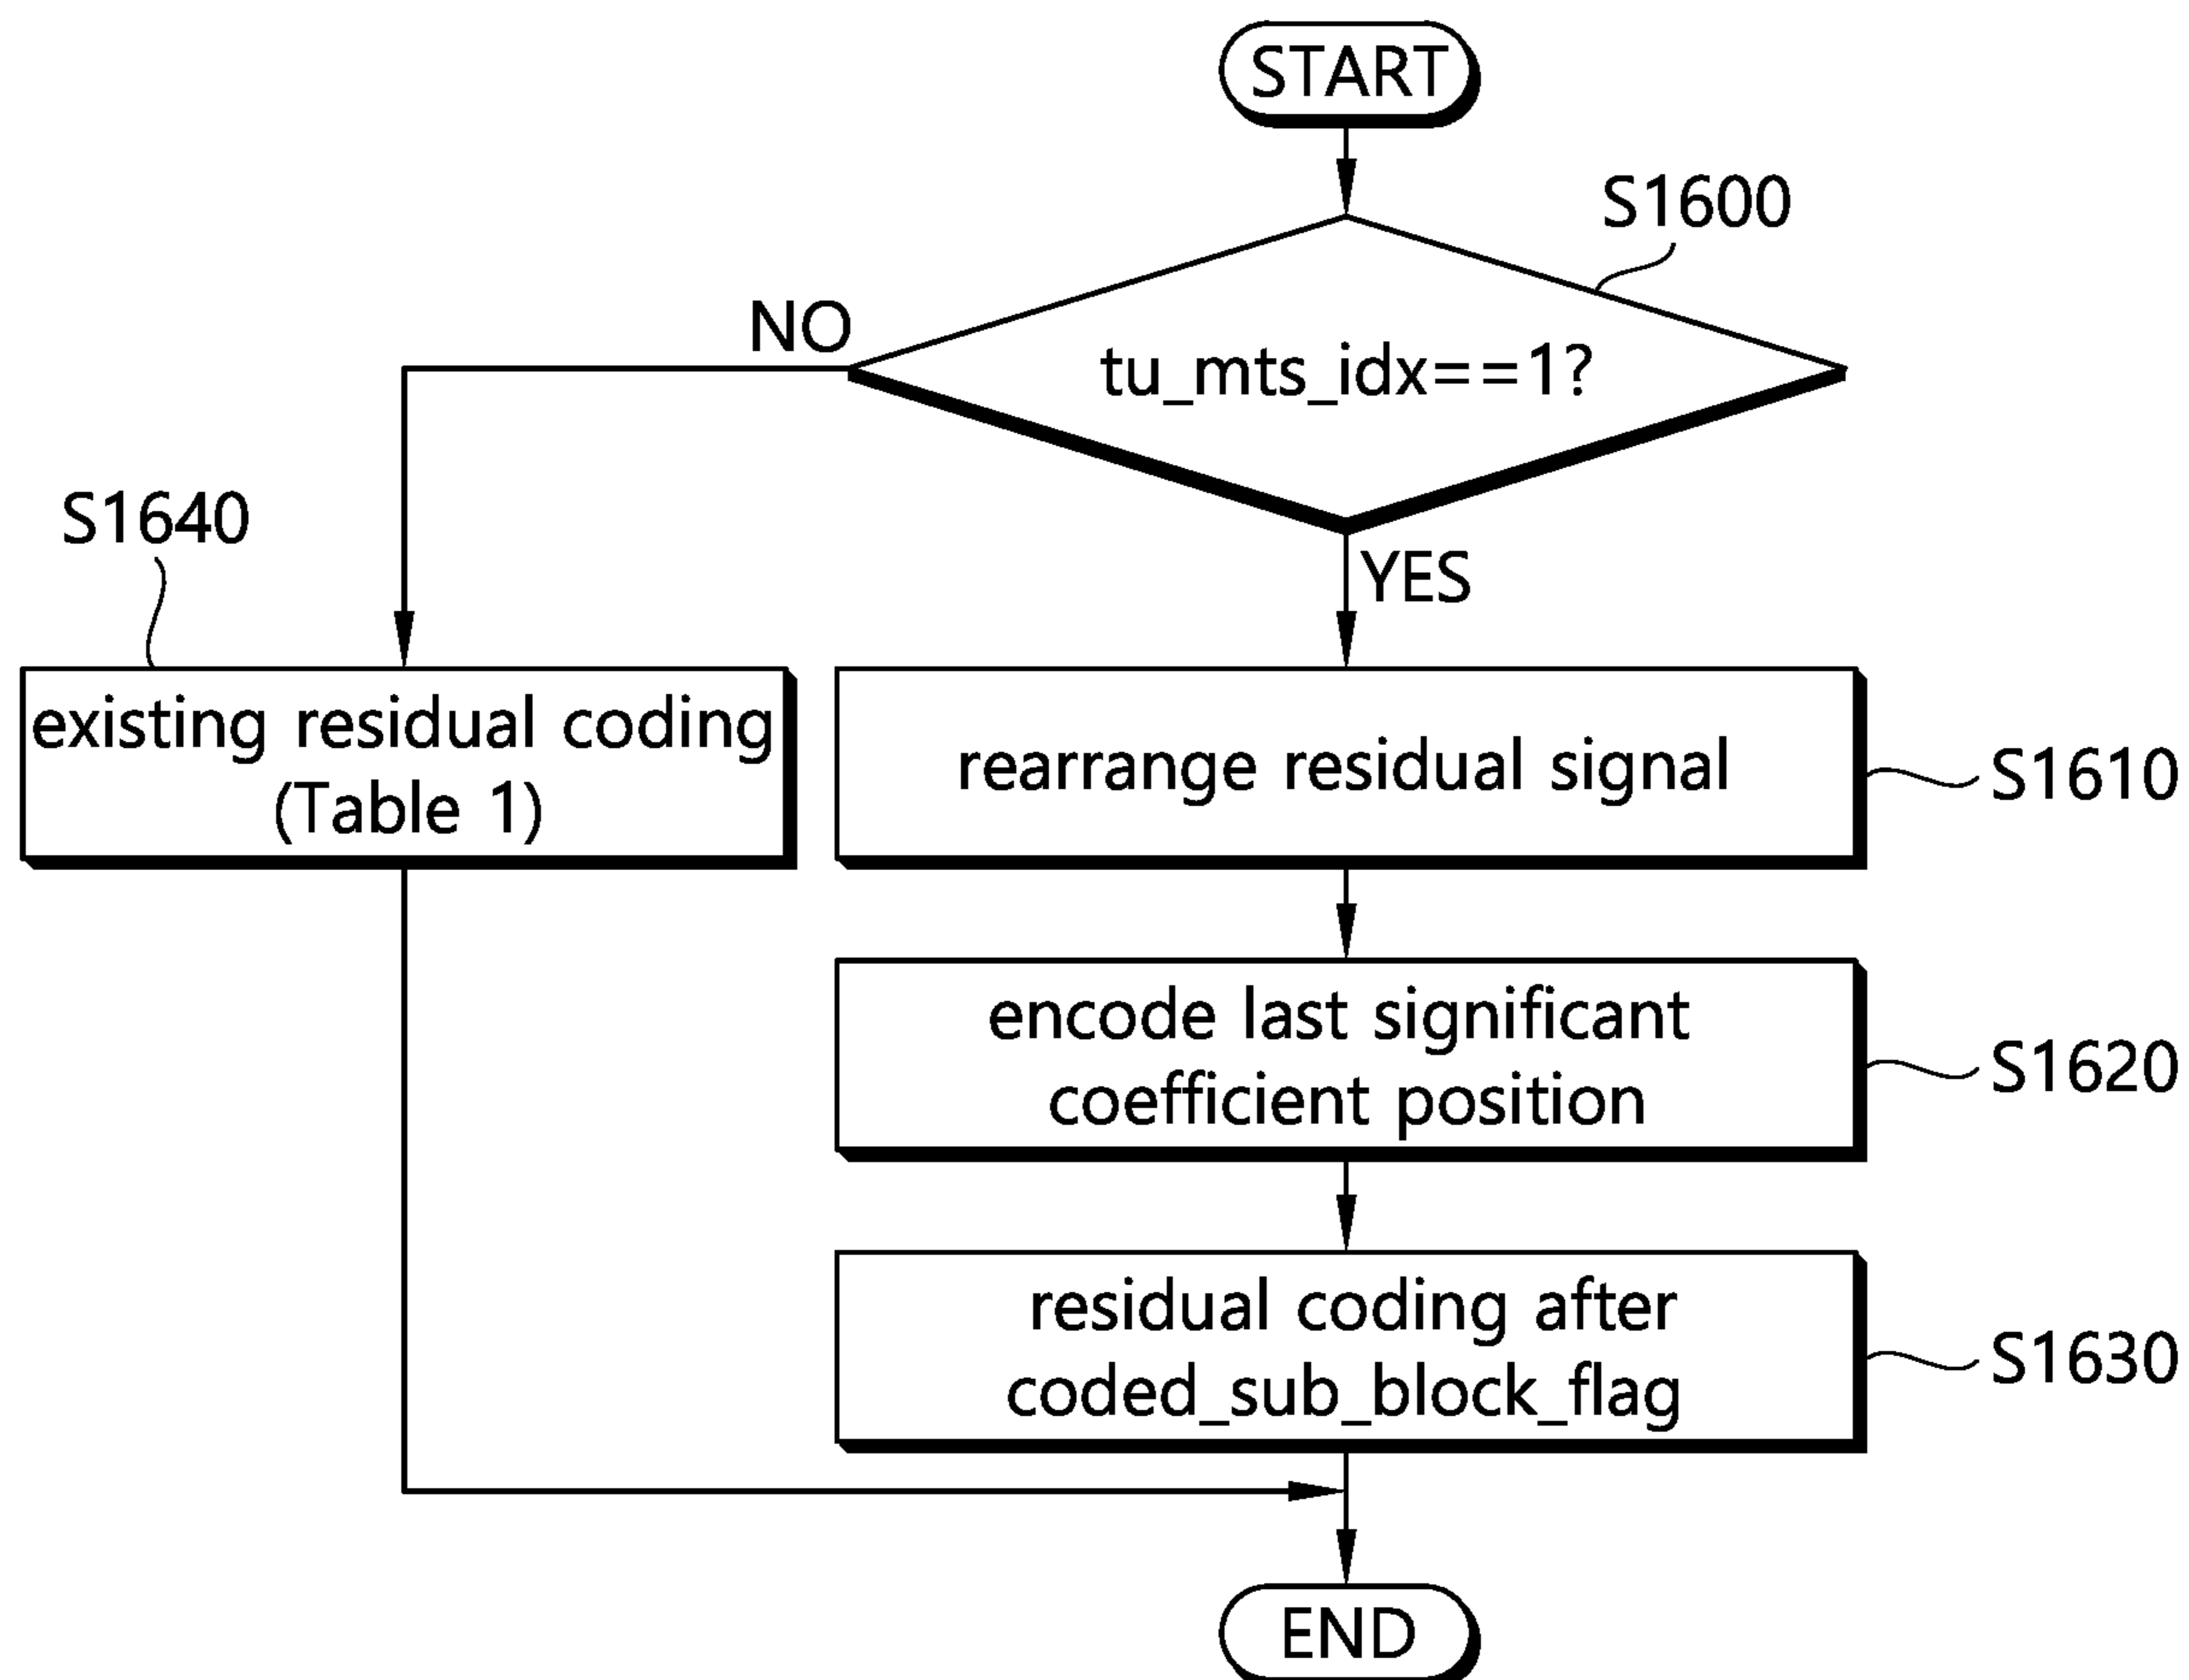 START
S1600
NO
tu_mts_idx==1?
S1640
YES
existing residual coding
(Table 1)
rearrange residual signal
S1610
encode last significant
coefficient position
S1620
residual coding after
coded_sub_block_flag
S1630
END